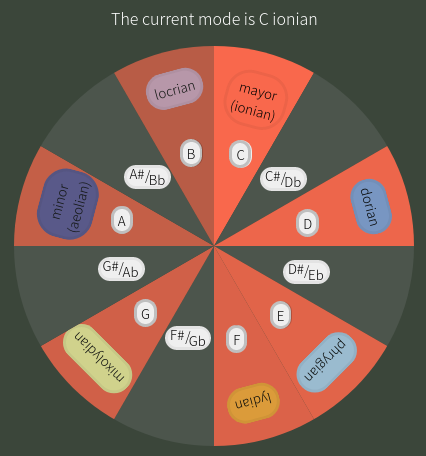 The current mode is C ionian
mayor
(ionian)
C
C#/Db
dorian
D
D#/Eb
E
phrygian
F
lydian
F#/Gb
G
mixolydian
G#/Ab
A
minor
(aeolian)
A#/Bb
B
locrian